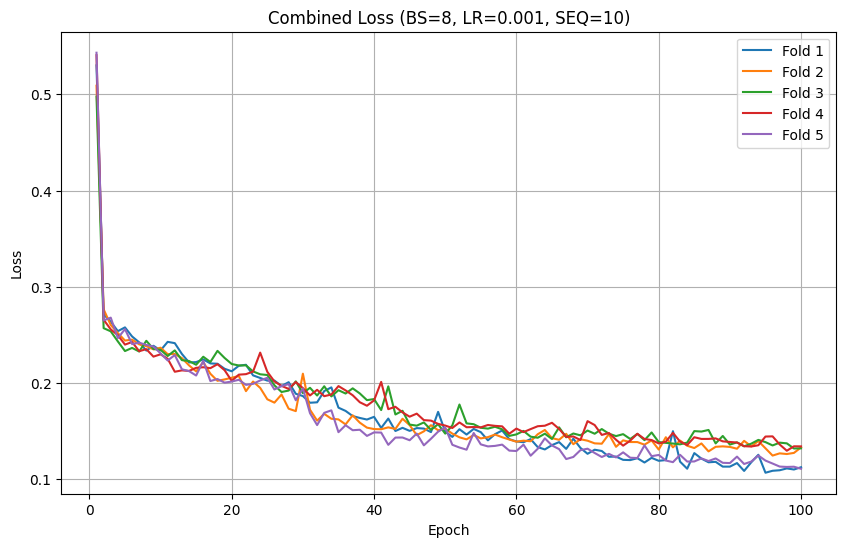 Combined Loss (BS=8, LR=0.001, SEQ=10)
Fold 1
Fold 2
Fold 3
Fold 4
Fold 5
0.5
0.4
0.3
0.2
0.1
Loss
0 20 40 60 80 100
Epoch